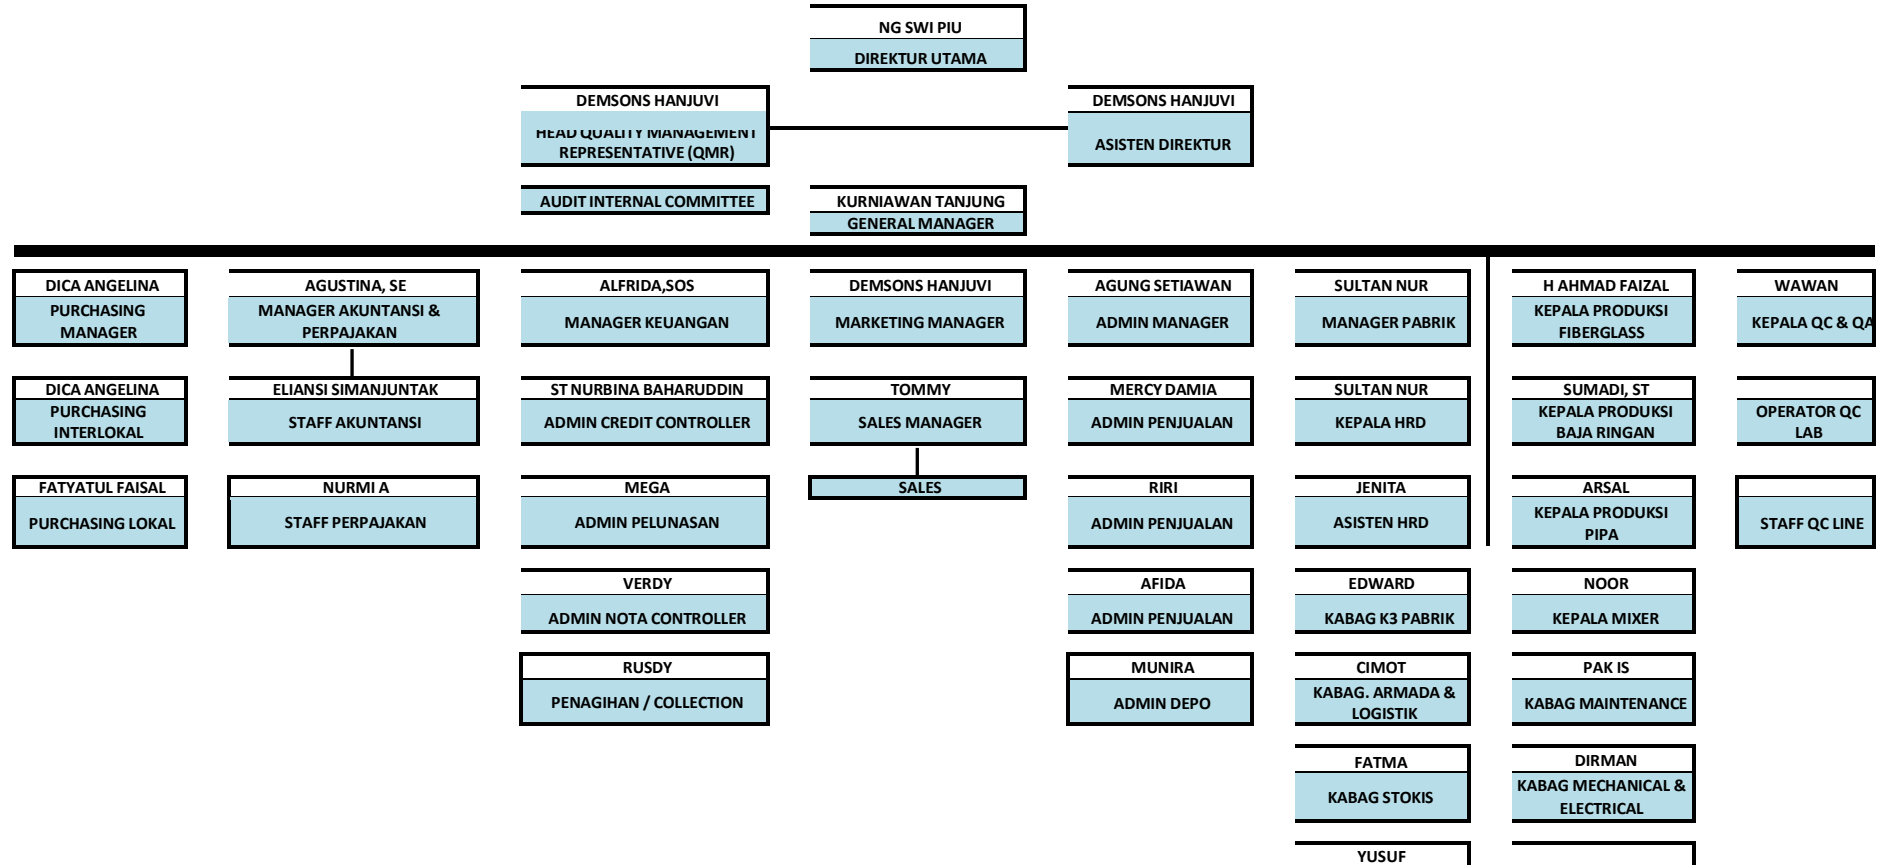 NG SWI PIU
DIREKTUR UTAMA
DEMSONS HANJUVI
HEAD QUALITY MANAGEMENT
REPRESENTATIVE (QMR)
DEMSONS HANJUVI
ASISTEN DIREKTUR
AUDIT INTERNAL COMMITTEE
KURNIAWAN TANJUNG
GENERAL MANAGER
DICA ANGELINA
PURCHASING
MANAGER
AGUSTINA, SE
MANAGER AKUNTANSI &
PERPAJAKAN
ALFRIDA,SOS
MANAGER KEUANGAN
DEMSONS HANJUVI
MARKETING MANAGER
AGUNG SETIAWAN
ADMIN MANAGER
SULTAN NUR
MANAGER PABRIK
H AHMAD FAIZAL
KEPALA PRODUKSI
FIBERGLASS
WAWAN
KEPALA QC & QA
DICA ANGELINA
PURCHASING
INTERLOKAL
ELIANSI SIMANJUNTAK
STAFF AKUNTANSI
ST NURBINA BAHARUDDIN
ADMIN CREDIT CONTROLLER
TOMMY
SALES MANAGER
MERCY DAMIA
ADMIN PENJUALAN
SULTAN NUR
KEPALA HRD
SUMADI, ST
KEPALA PRODUKSI
BAJA RINGAN
OPERATOR QC
LAB
FATYATUL FAISAL
PURCHASING LOKAL
NURMI A
STAFF PERPAJAKAN
MEGA
ADMIN PELUNASAN
SALES
RIRI
ADMIN PENJUALAN
JENITA
ASISTEN HRD
ARSAL
KEPALA PRODUKSI
PIPA
STAFF QC LINE
VERDY
ADMIN NOTA CONTROLLER
AFIDA
ADMIN PENJUALAN
EDWARD
KABAG K3 PABRIK
NOOR
KEPALA MIXER
RUSDY
PENAGIHAN / COLLECTION
MUNIRA
ADMIN DEPO
CIMOT
KABAG. ARMADA &
LOGISTIK
PAK IS
KABAG MAINTENANCE
FATMA
KABAG STOKIS
DIRMAN
KABAG MECHANICAL &
ELECTRICAL
YUSUF